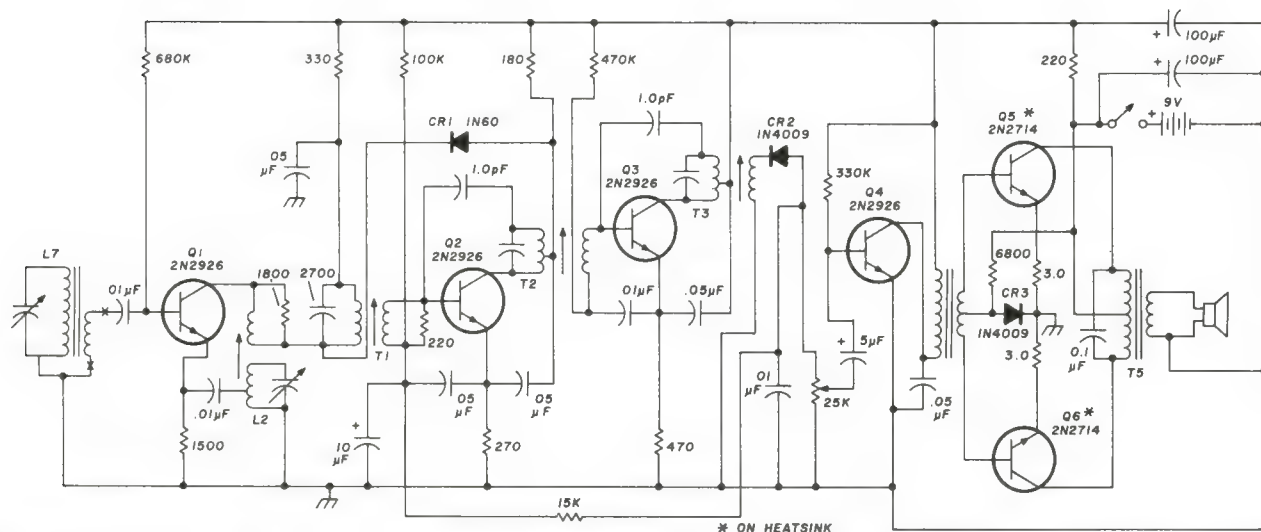 680K
330
100K
180
470K
220
+
100µF
+
100µF
9V
+
CR1 1N60
1.0pF
1.0pF
CR2
1N4009
Q5 *
2N2714
.05
µF
Q3
2N2926
T3
330K
Q4
2N2926
L7
Q1
2N2926
.01µF
1800
2700
Q2
2N2926
T2
6800
3.0
CR3
1N4009
T1
220
.01µF
.05µF
+
5µF
3.0
0.1
µF
T5
.01µF
L2
.05
µF
.05
µF
.01
µF
25K
.05
µF
Q6 *
2N2714
1500
+
10
µF
270
470
15K
* ON HEATSINK